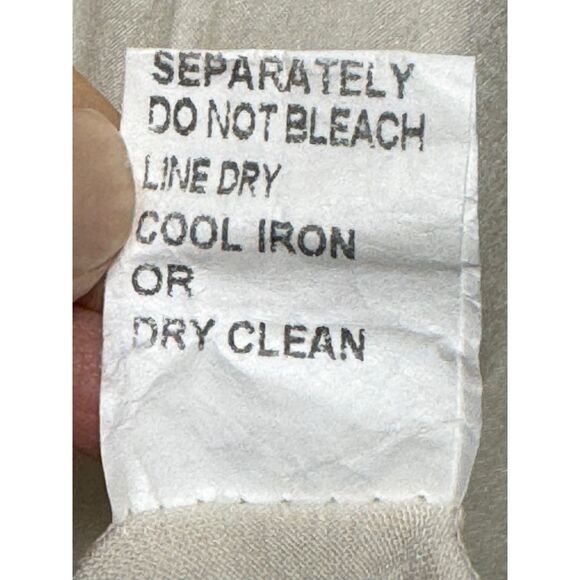 SEPARATELY
DO NOT BLEACH
LINE DRY
COOL IRON
OR
DRY CLEAN